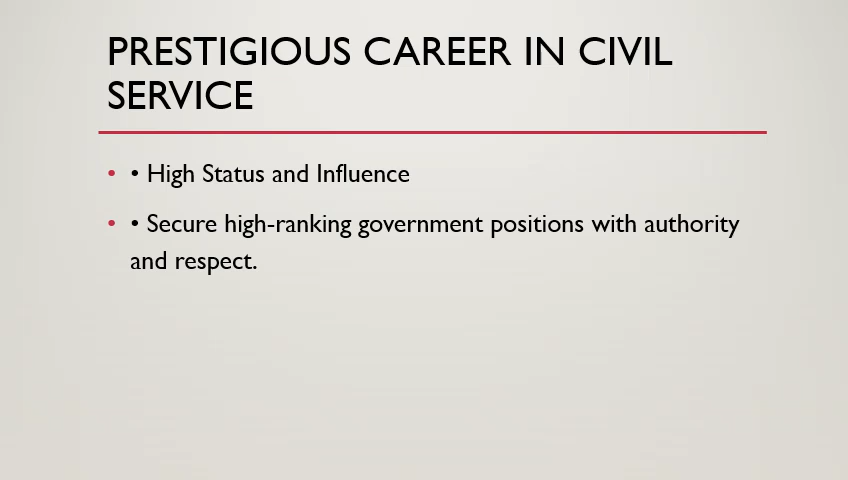 PRESTIGIOUS CAREER IN CIVIL
SERVICE
• • High Status and Influence
• • Secure high-ranking government positions with authority
and respect.